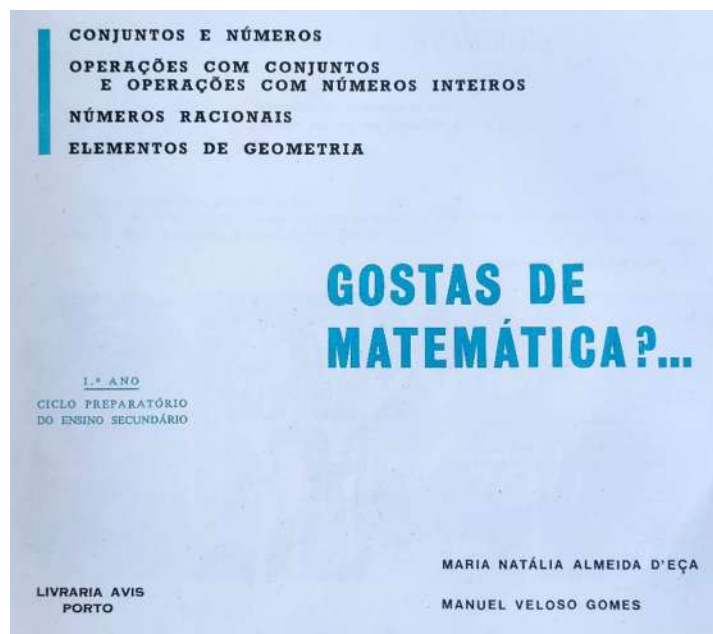 CONJUNTOS E NÚMEROS
OPERAÇÕES COM CONJUNTOS
E OPERAÇÕES COM NÚMEROS INTEIROS
NÚMEROS RACIONAIS
ELEMENTOS DE GEOMETRIA
GOSTAS DE
MATEMÁTICA?...
1.º ANO
CICLO PREPARATÓRIO
DO ENSINO SECUNDÁRIO
MARIA NATÁLIA ALMEIDA D'EÇA
MANUEL VELOSO GOMES
LIVRARIA AVIS
PORTO